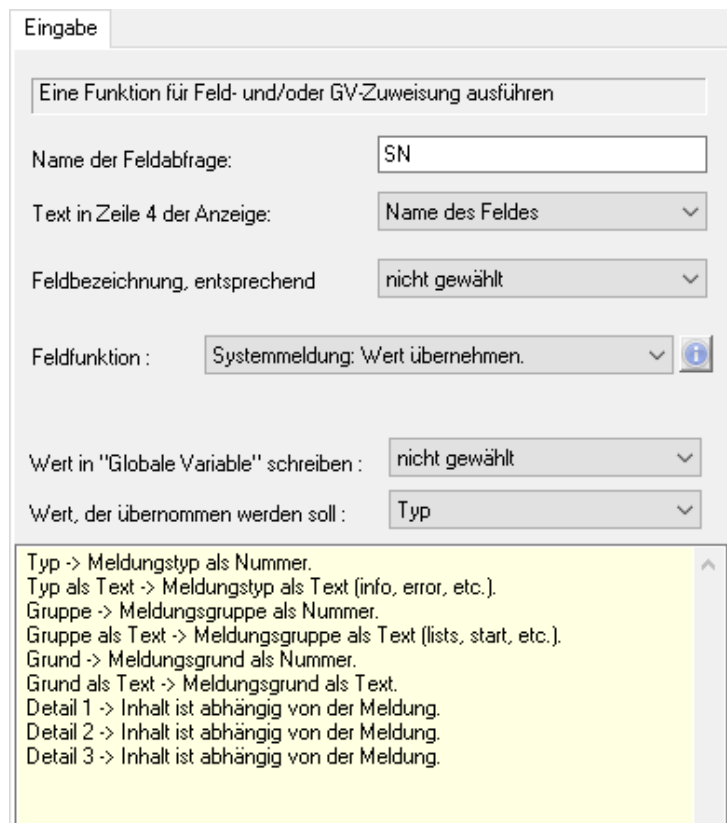 Eingabe
Eine Funktion für Feld- und/oder GV-Zuweisung ausführen
Name der Feldabfrage: SN
Text in Zeile 4 der Anzeige: Name des Feldes
Feldbezeichnung, entsprechend nicht gewählt
Feldfunktion : Systemmeldung: Wert übernehmen.
Wert in "Globale Variable" schreiben : nicht gewählt
Wert, der übernommen werden soll : Typ
Typ -> Meldungstyp als Nummer.
Typ als Text -> Meldungstyp als Text (info, error, etc.).
Gruppe -> Meldungsgruppe als Nummer.
Gruppe als Text -> Meldungsgruppe als Text (lists, start, etc.).
Grund -> Meldungsgrund als Nummer.
Grund als Text -> Meldungsgrund als Text.
Detail 1 -> Inhalt ist abhängig von der Meldung.
Detail 2 -> Inhalt ist abhängig von der Meldung.
Detail 3 -> Inhalt ist abhängig von der Meldung.